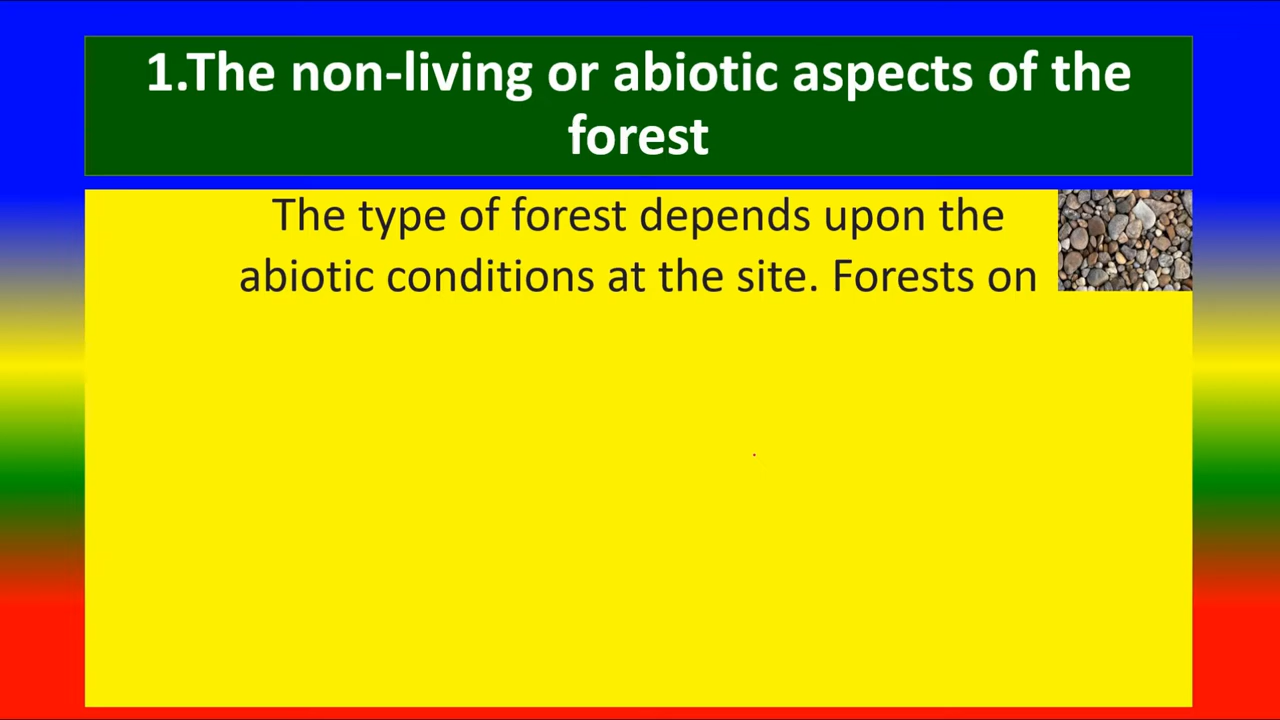 1.The non-living or abiotic aspects of the
forest
The type of forest depends upon the
abiotic conditions at the site. Forests on